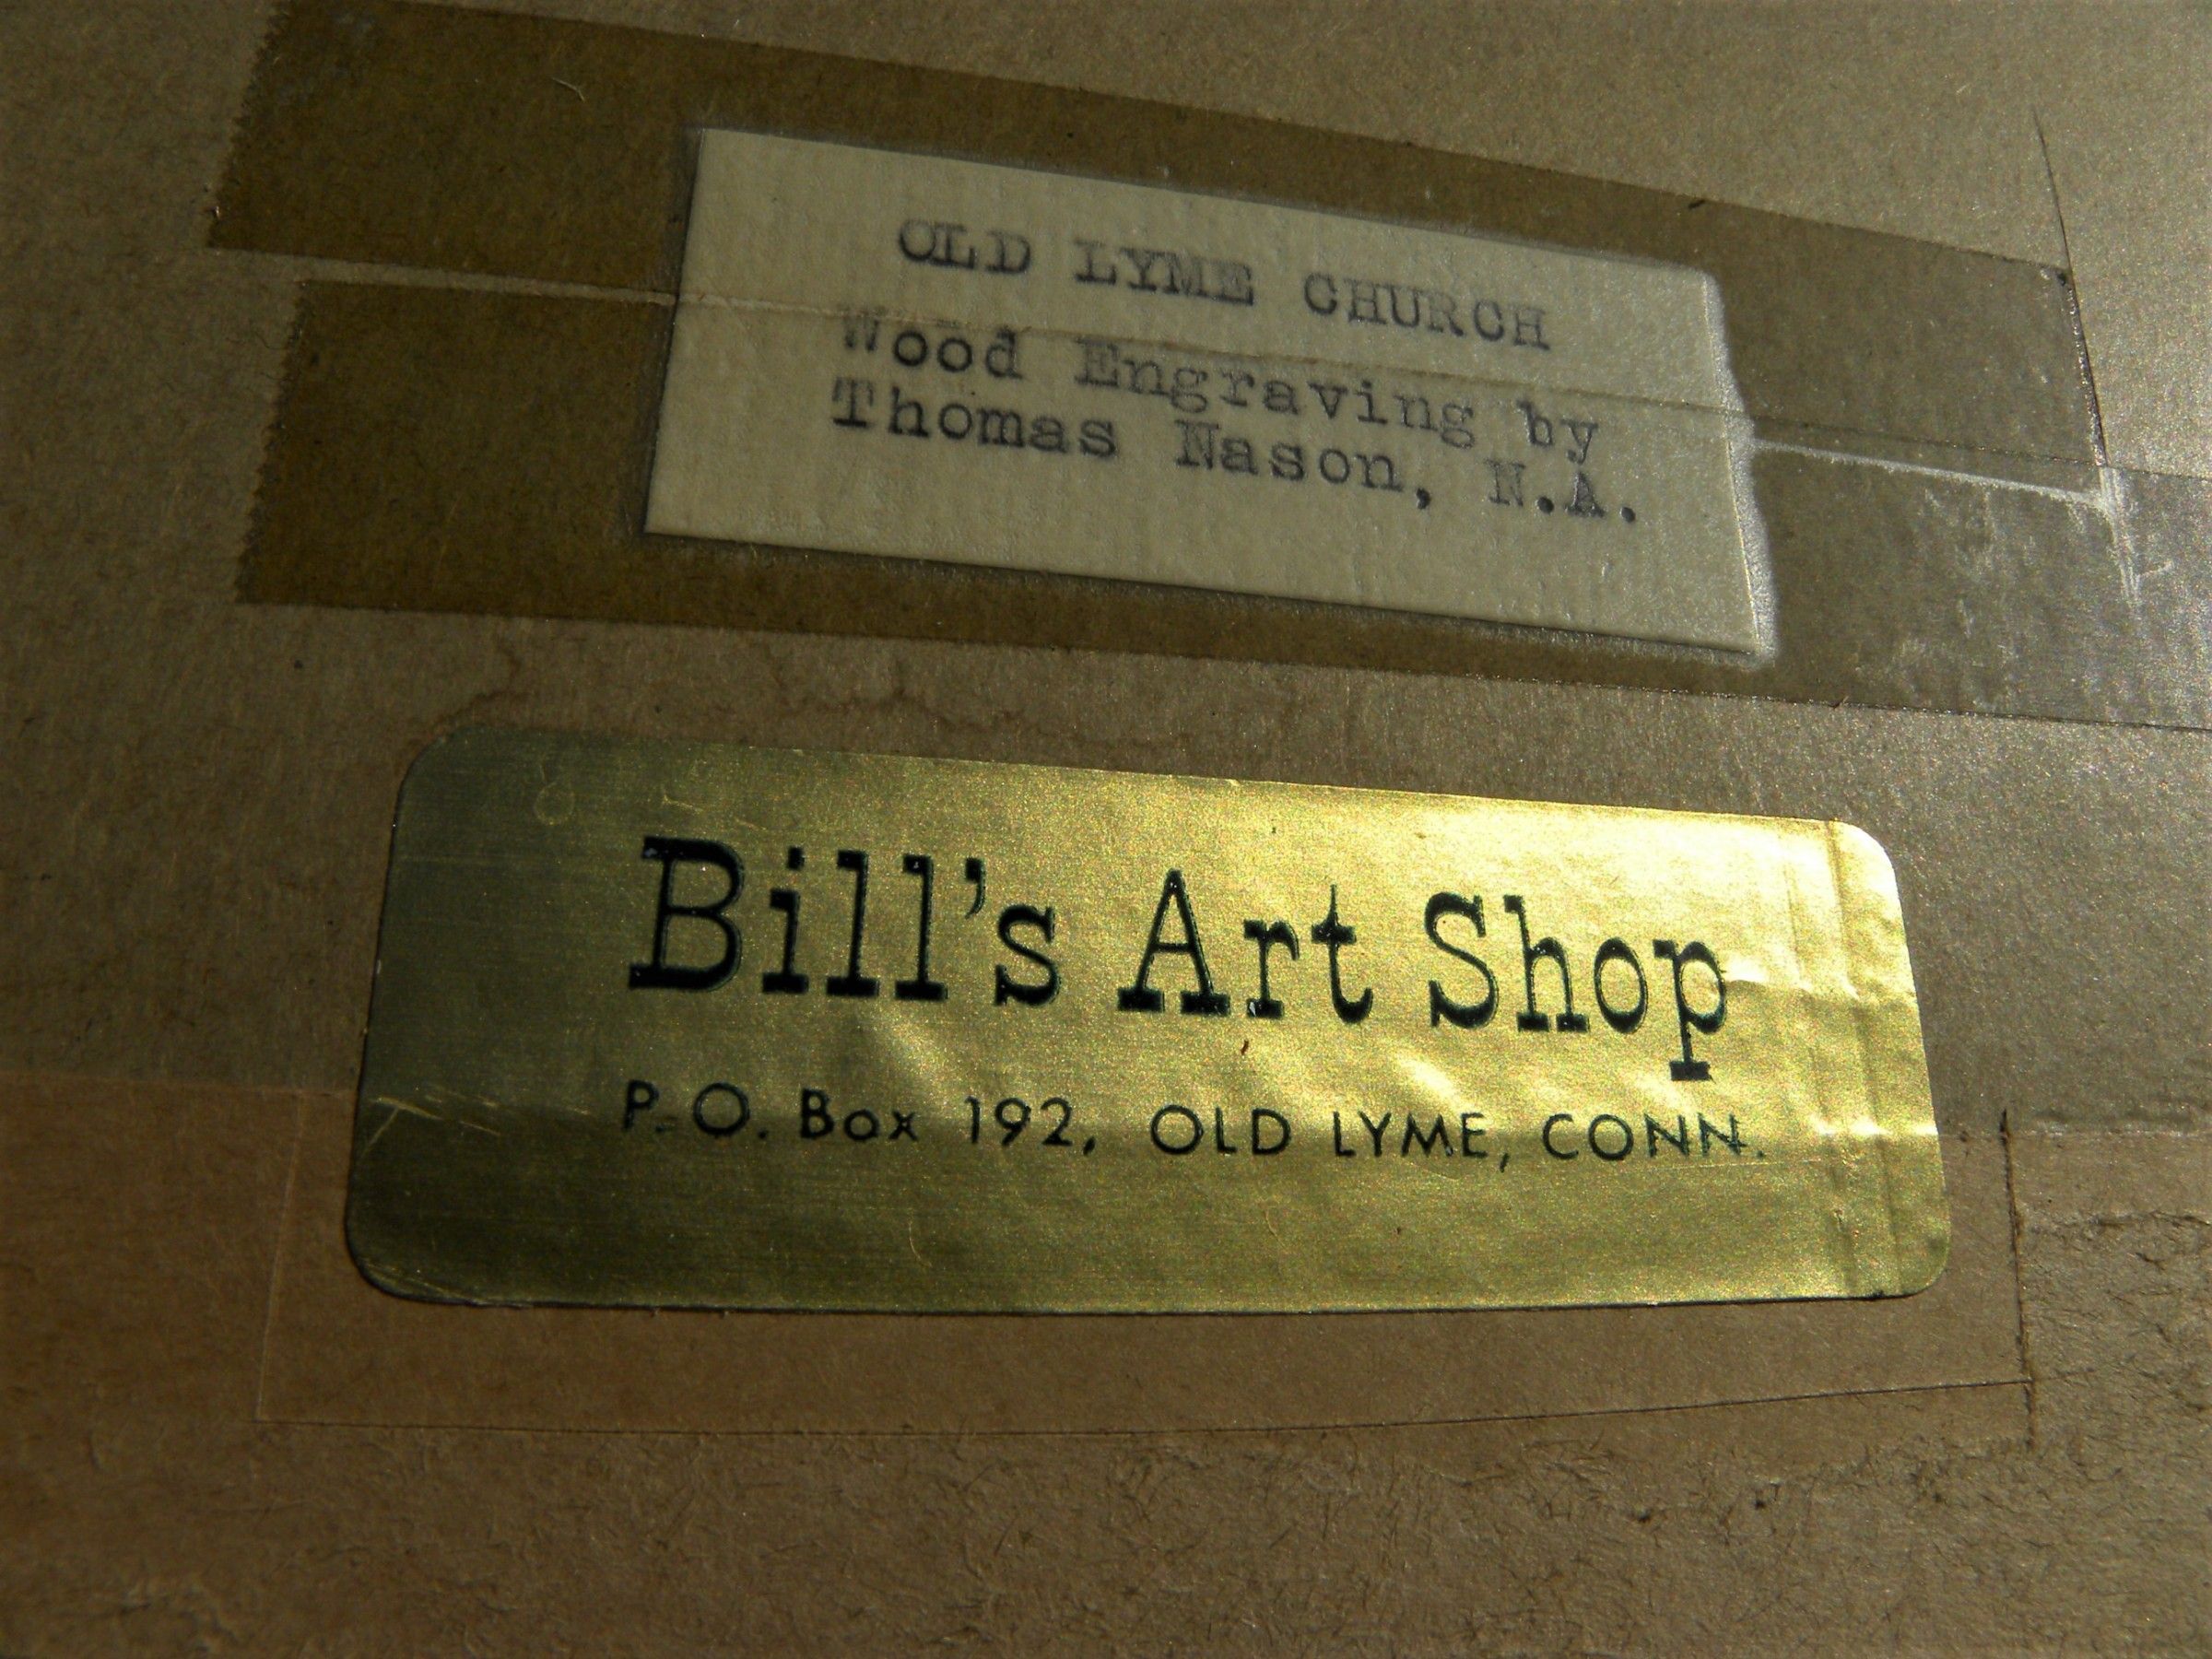 OLD LYME CHURCH
Wood Engraving by
Thomas Nason, N.A.
Bill's Art Shop
P.O. Box 192, OLD LYME, CONN.